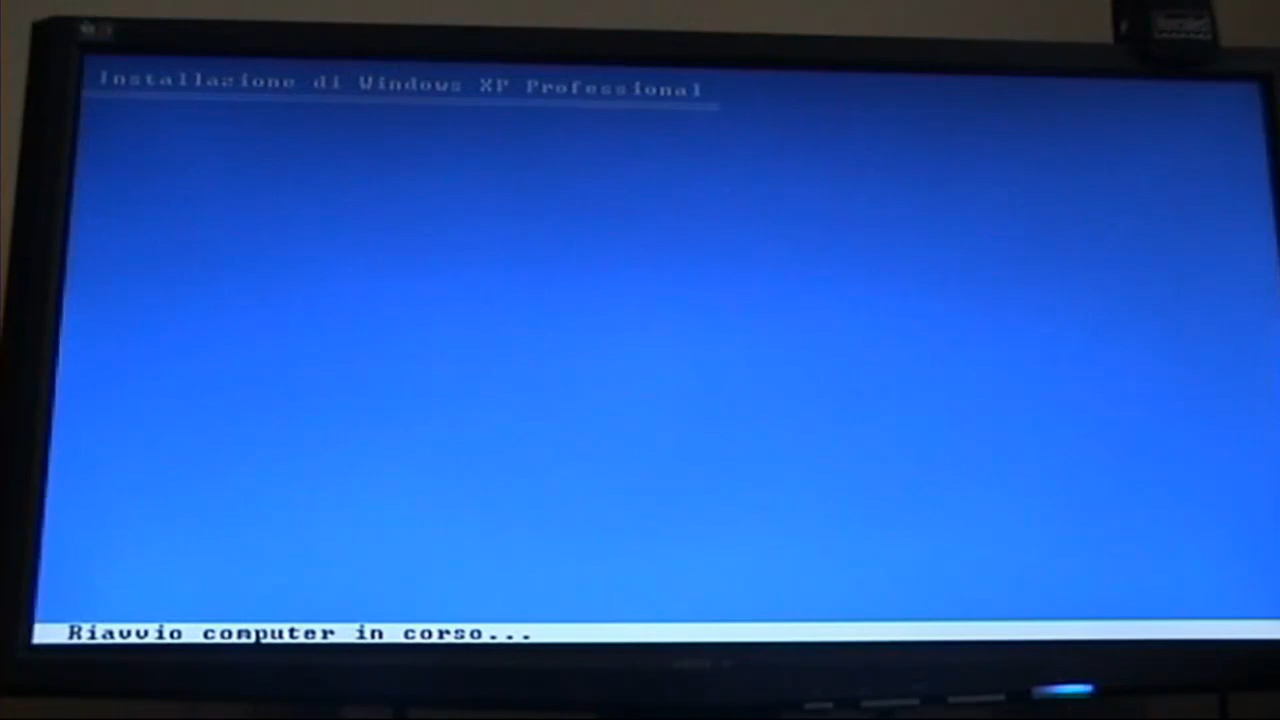 Installazione di Windows XP Professional
Riavvio computer in corso...